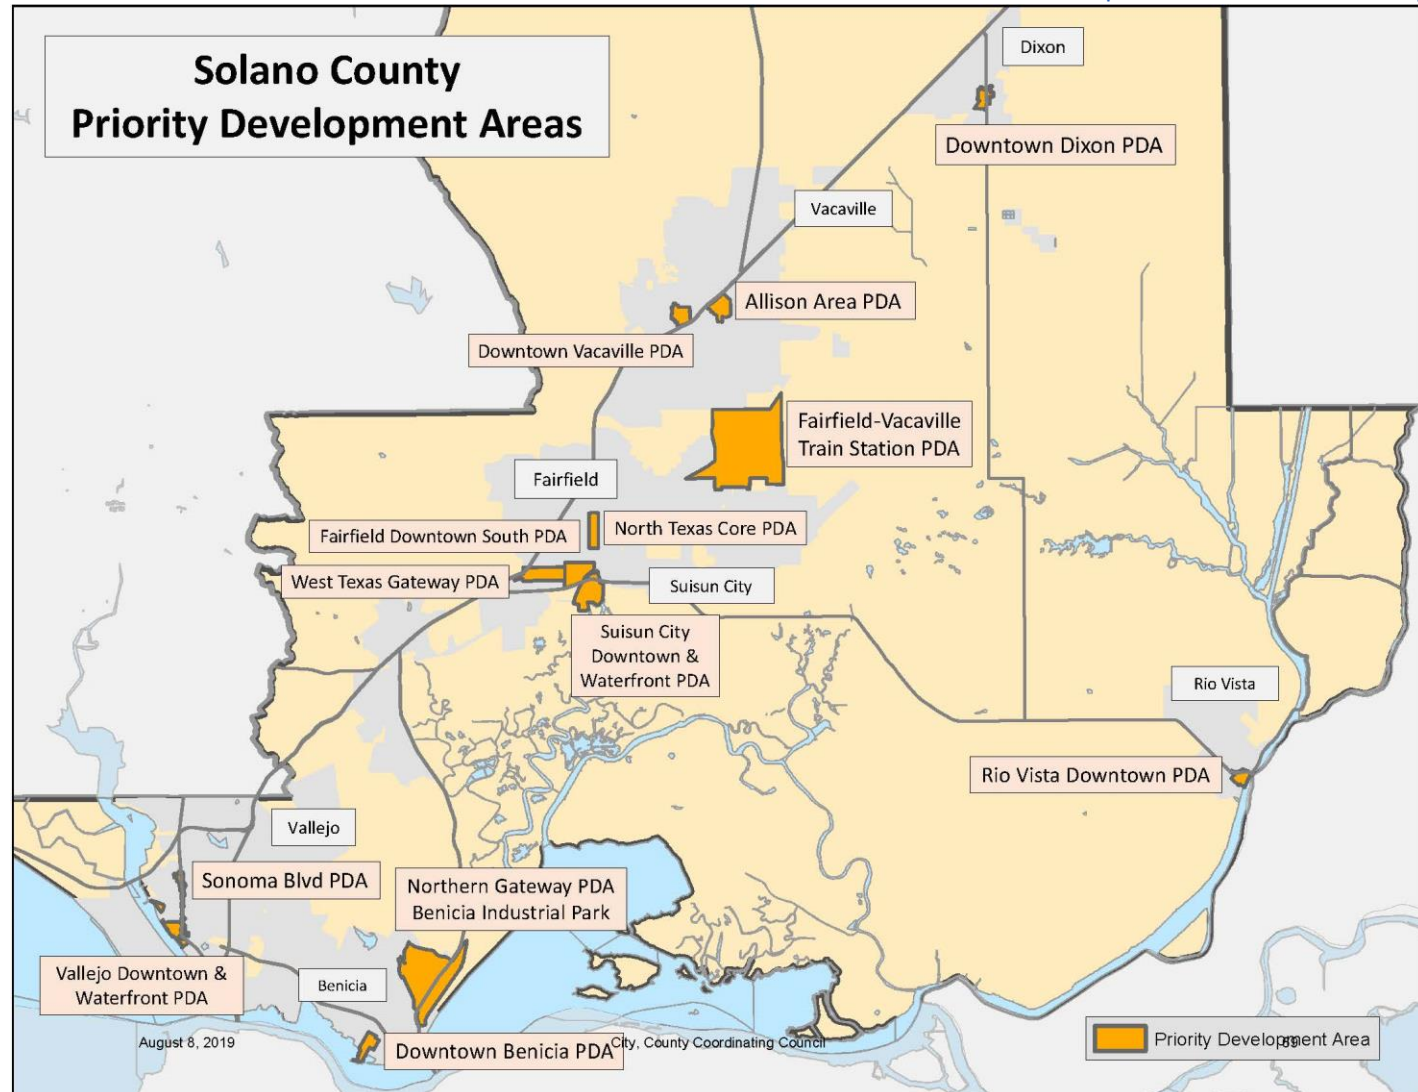 Solano County
Priority Development Areas
Dixon
Downtown Dixon PDA
Vacaville
Allison Area PDA
Downtown Vacaville PDA
Fairfield-Vacaville
Train Station PDA
Fairfield
Fairfield Downtown South PDA
North Texas Core PDA
West Texas Gateway PDA
Suisun City
Suisun City
Downtown &
Waterfront PDA
Rio Vista
Rio Vista Downtown PDA
Vallejo
Sonoma Blvd PDA
Northern Gateway PDA
Benicia Industrial Park
Vallejo Downtown &
Waterfront PDA
Benicia
Downtown Benicia PDA
Priority Development Area
August 8, 2019
City, County Coordinating Council